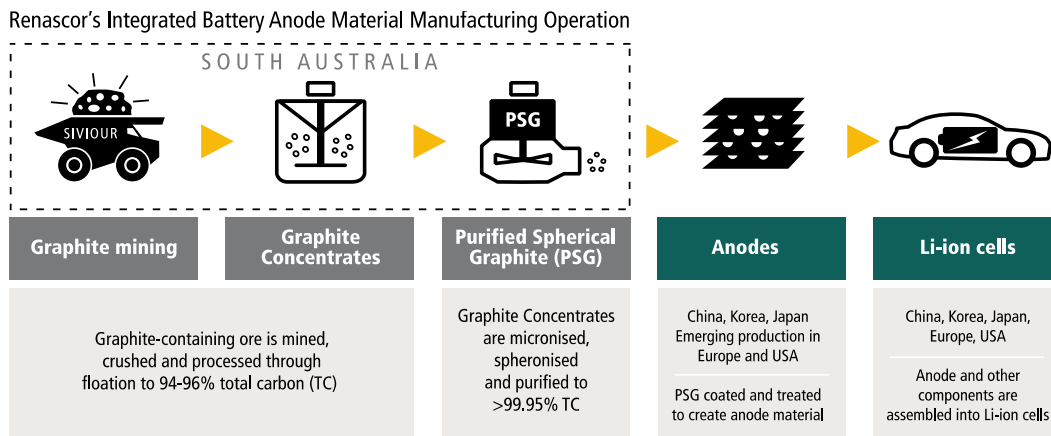 Renascor's Integrated Battery Anode Material Manufacturing Operation
SOUTH AUSTRALIA
SIVIOUR
PSG
Graphite mining
Graphite
Concentrates
Purified Spherical
Graphite (PSG)
Anodes
Li-ion cells
Graphite-containing ore is mined,
crushed and processed through
floation to 94-96% total carbon (TC)
Graphite Concentrates
are micronised,
spheronised
and purified to
>99.95% TC
China, Korea, Japan
Emerging production in
Europe and USA
PSG coated and treated
to create anode material
China, Korea, Japan,
Europe, USA
Anode and other
components are
assembled into Li-ion cells